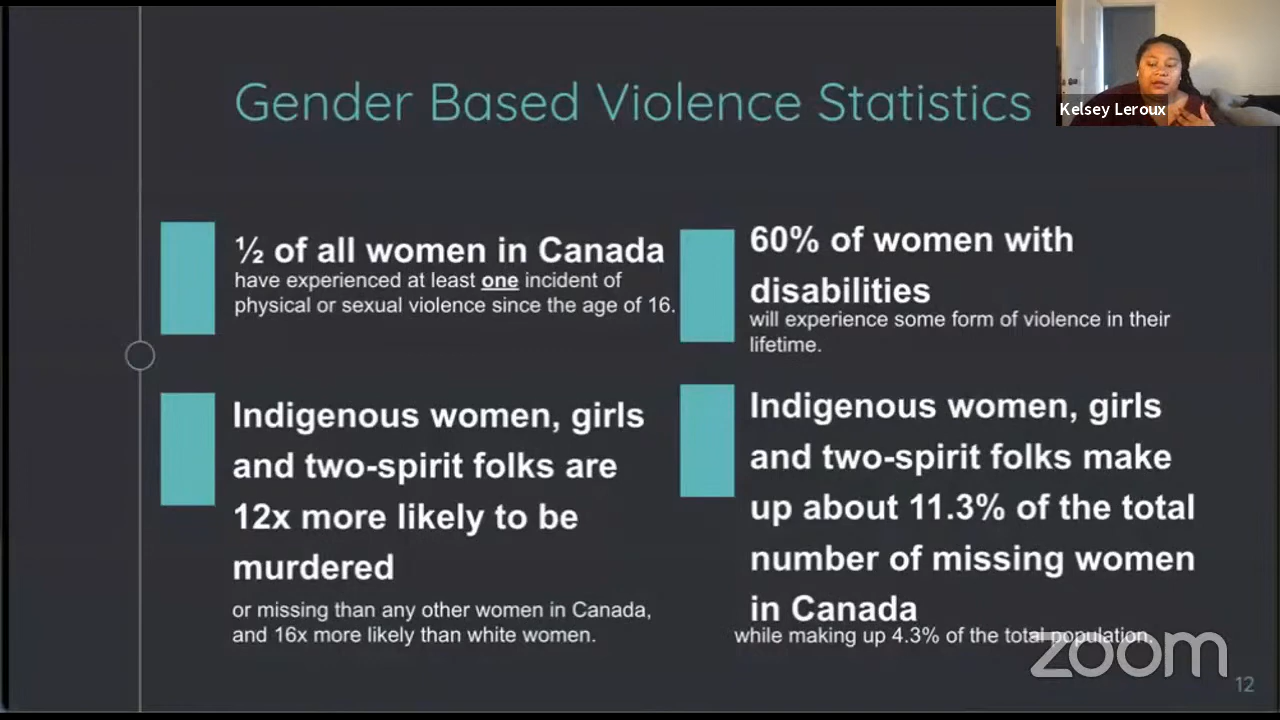 Gender Based Violence Statistics
Kelsey Leroux
½ of all women in Canada
have experienced at least one incident of
physical or sexual violence since the age of 16.
60% of women with
disabilities
will experience some form of violence in their
lifetime.
Indigenous women, girls
and two-spirit folks are
12x more likely to be
murdered
or missing than any other women in Canada,
and 16x more likely than white women.
Indigenous women, girls
and two-spirit folks make
up about 11.3% of the total
number of missing women
in Canada
while making up 4.3% of the total population.
zoom
12